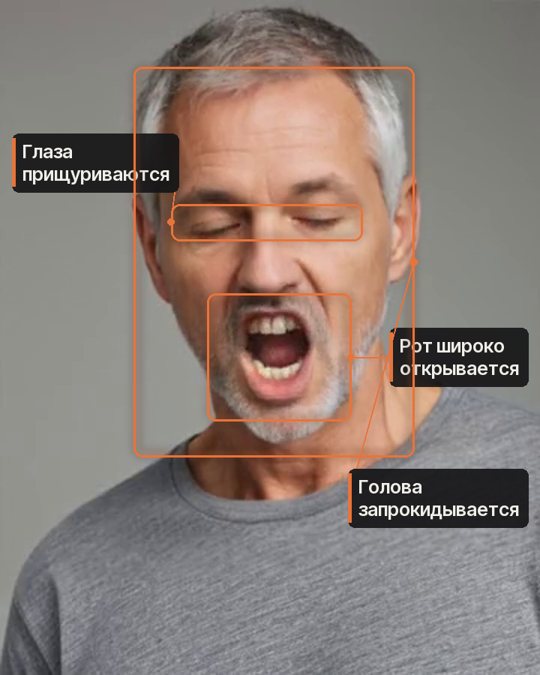 Глаза
прищуриваются
Рот широко
открывается
Голова
запрокидывается